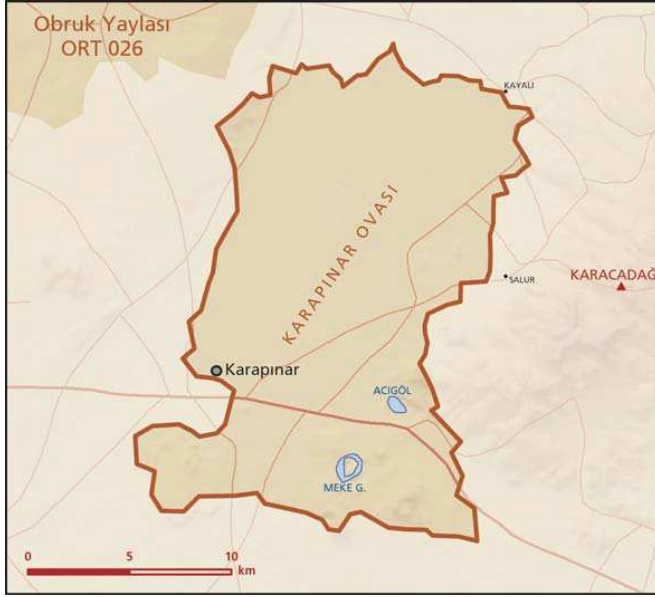 Obruk Yaylası
ORT 026
KAYALI
KARAPINAR OVASI
KARACADAĞ
SALUR
Karapınar
ACIGÖL
MEKE G.
0 5 10
km